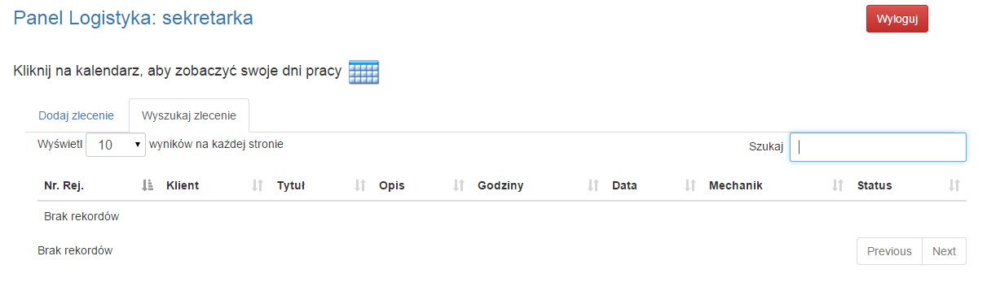 Panel Logistyka: sekretarka
Wyloguj
Kliknij na kalendarz, aby zobaczyć swoje dni pracy
Dodaj zlecenie Wyszukaj zlecenie
Wyświetl 10 wyników na każdej stronie Szukaj
Nr. Rej. Klient Tytuł Opis Godziny Data Mechanik Status
Brak rekordów
Brak rekordów Previous Next